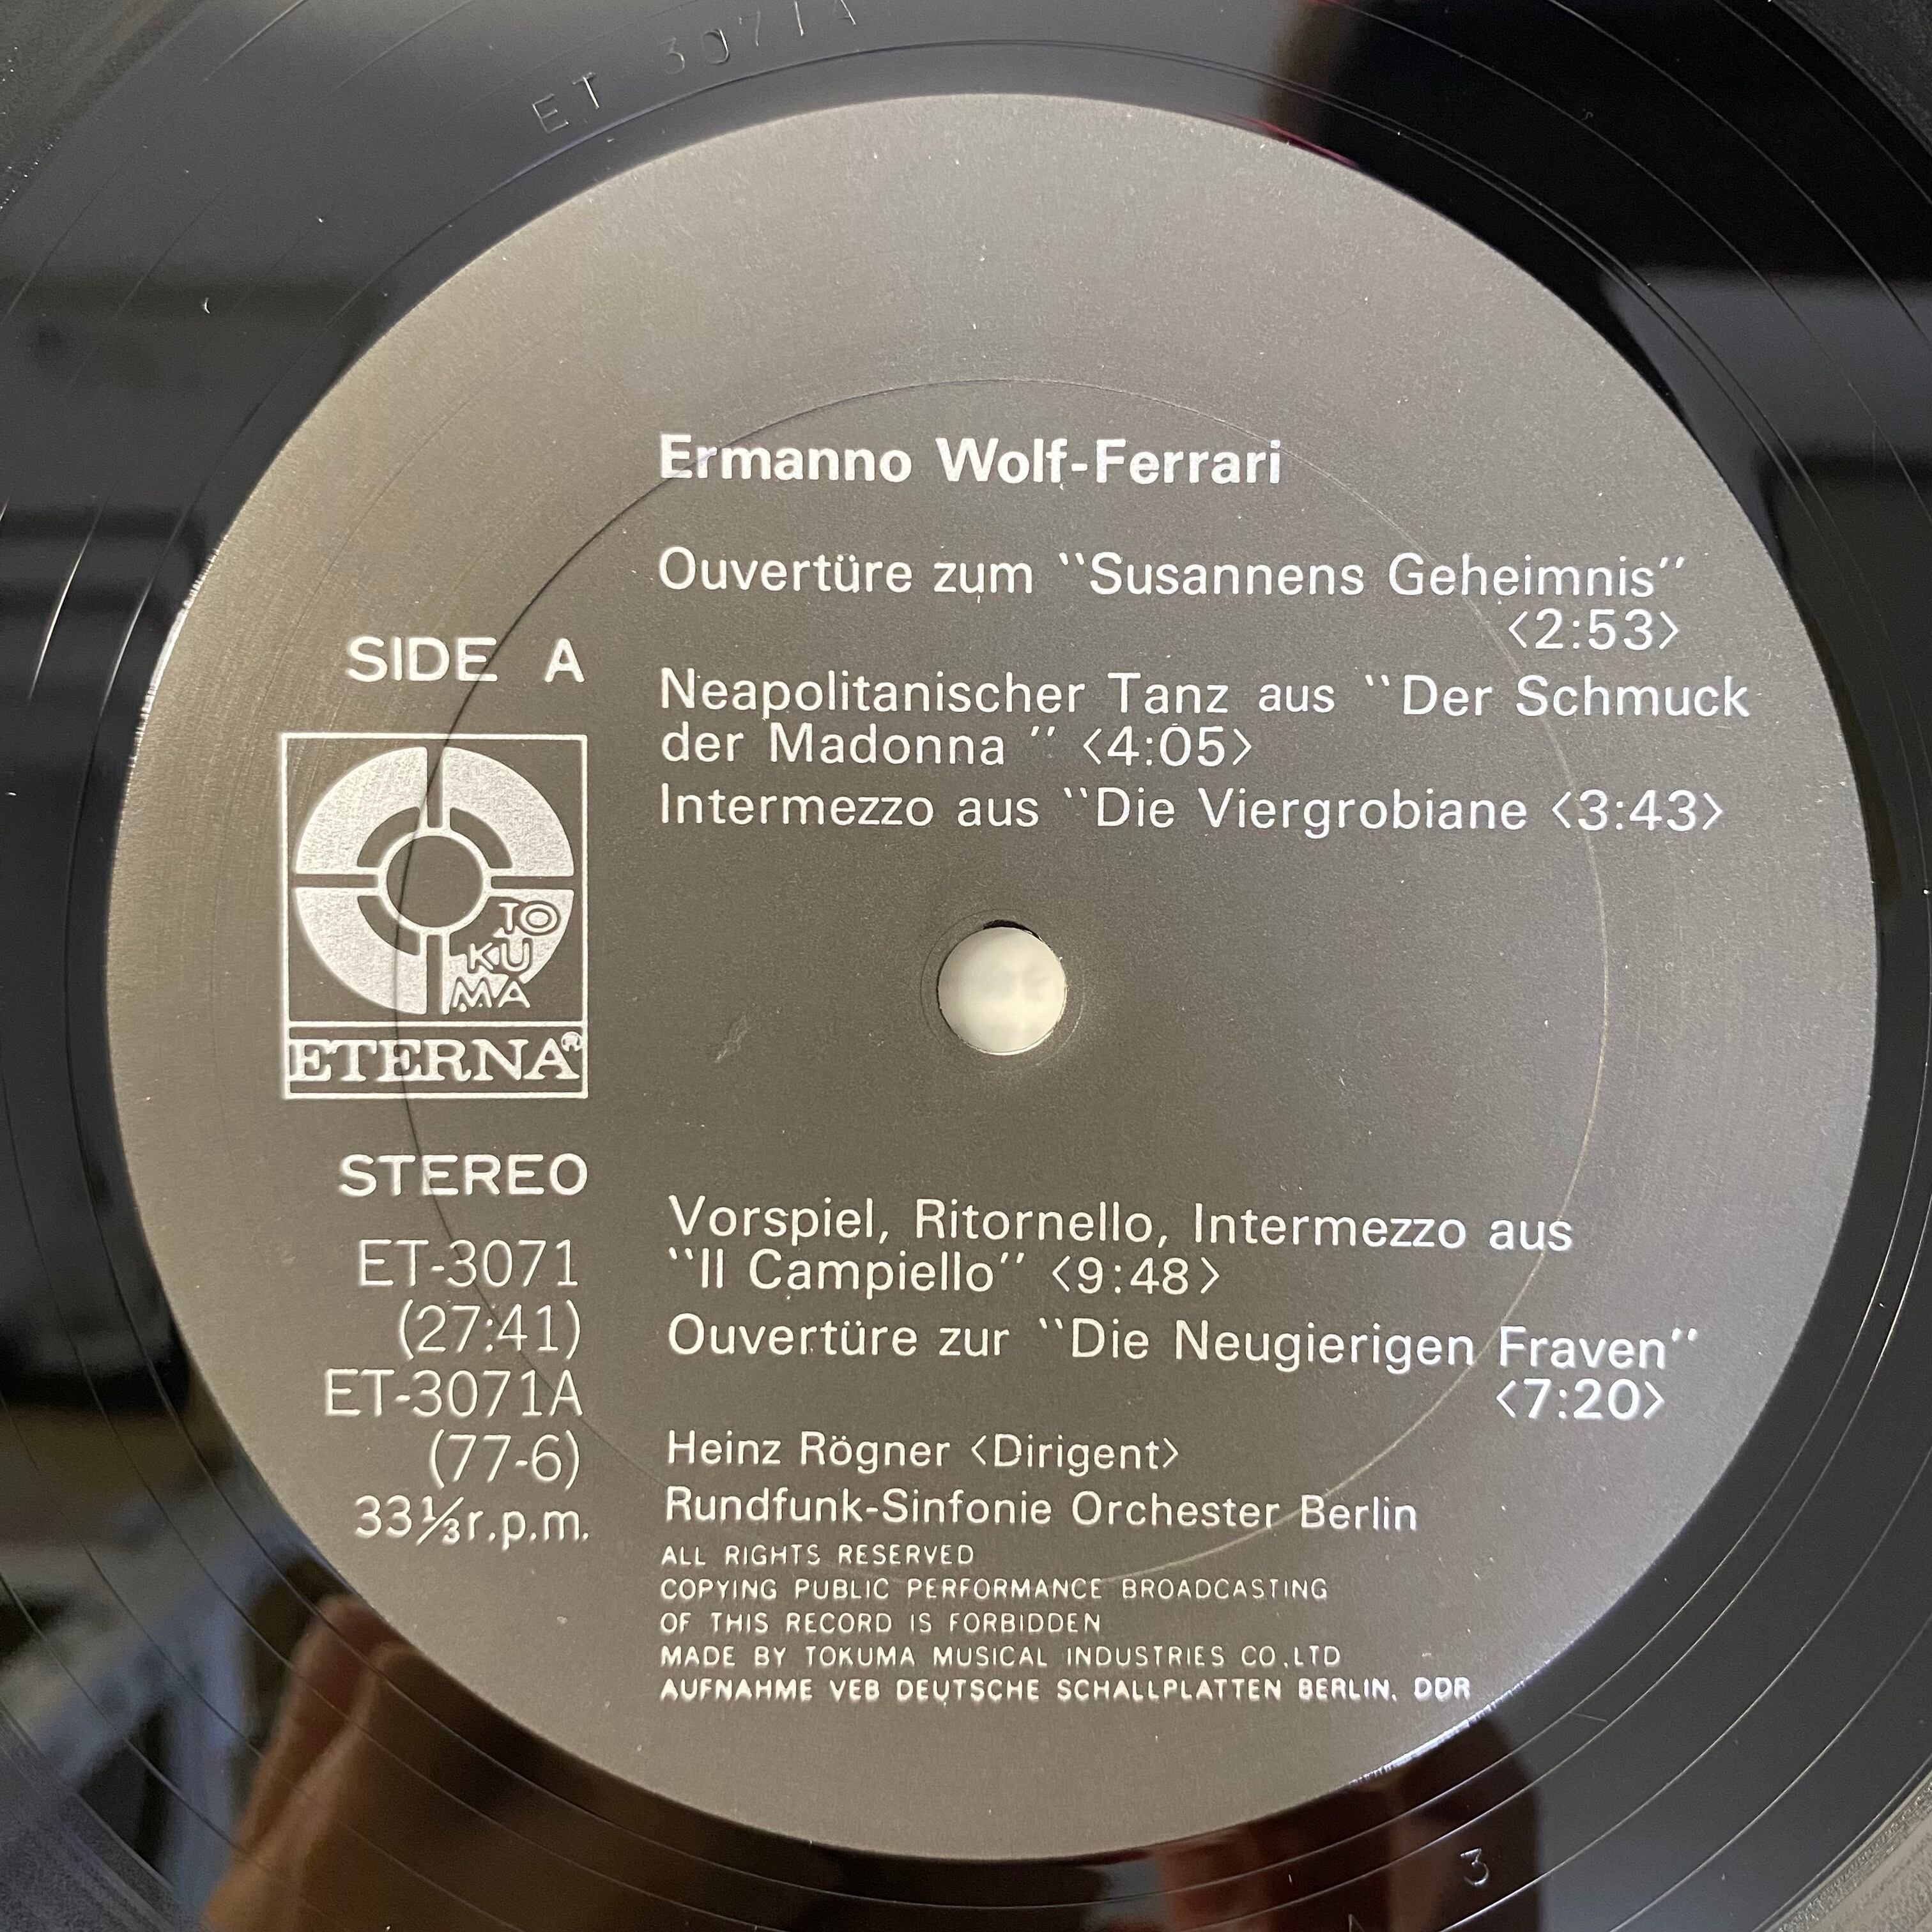 ET 3071A
Ermanno Wolf-Ferrari
Ouvertüre zum "Susannens Geheimnis"
<2:53>
Neapolitanischer Tanz aus "Der Schmuck
der Madonna " <4:05>
Intermezzo aus "Die Viergrobiane <3:43>
SIDE A
TO
KU
MA
ETERNA®
STEREO
ET-3071
(27:41)
ET-3071A
(77-6)
33⅓r.p.m.
Vorspiel, Ritornello, Intermezzo aus
"Il Campiello" <9:48>
Ouvertüre zur "Die Neugierigen Fraven"
<7:20>
Heinz Rögner <Dirigent>
Rundfunk-Sinfonie Orchester Berlin
ALL RIGHTS RESERVED
COPYING PUBLIC PERFORMANCE BROADCASTING
OF THIS RECORD IS FORBIDDEN
MADE BY TOKUMA MUSICAL INDUSTRIES CO.,LTD
AUFNAHME VEB DEUTSCHE SCHALLPLATTEN BERLIN. DDR
3